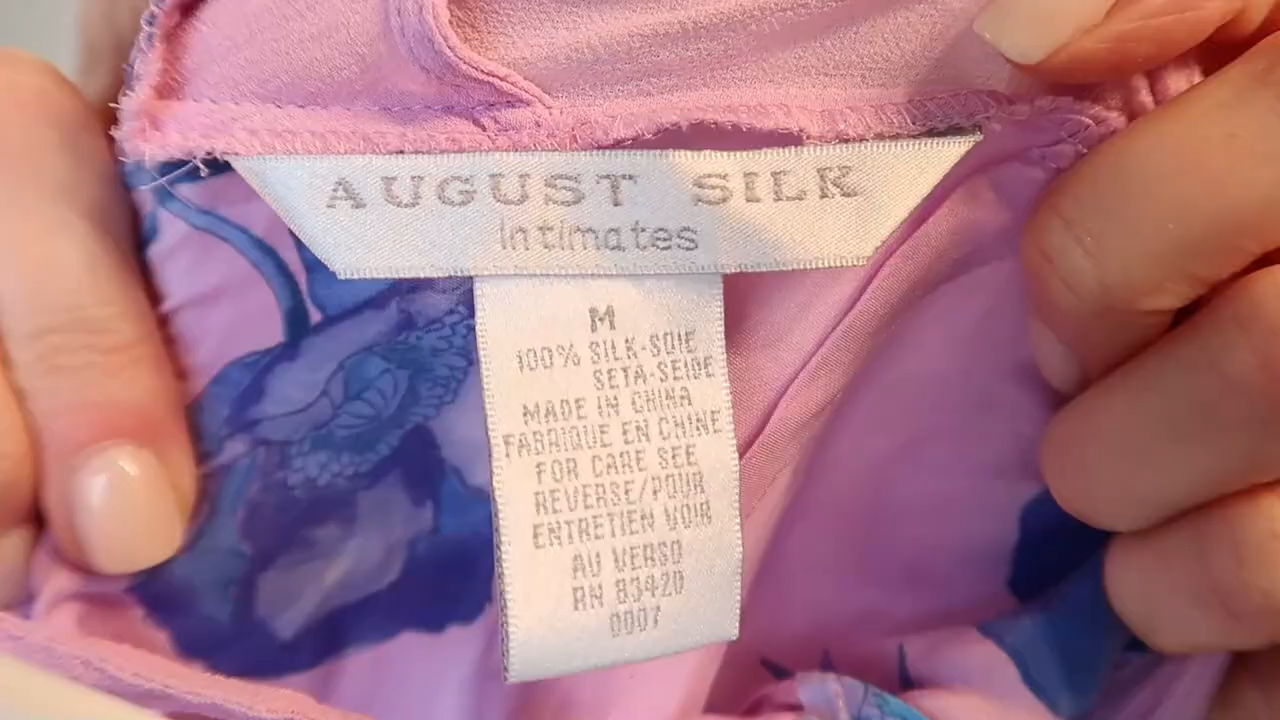 AUGUST SILK
Intimates
M
100% SILK-SOIE
SETA-SEIDE
MADE IN CHINA
FABRIQUE EN CHINE
FOR CARE SEE
REVERSE/POUR
ENTRETIEN VOIR
AU VERSO
RN 83420
0007